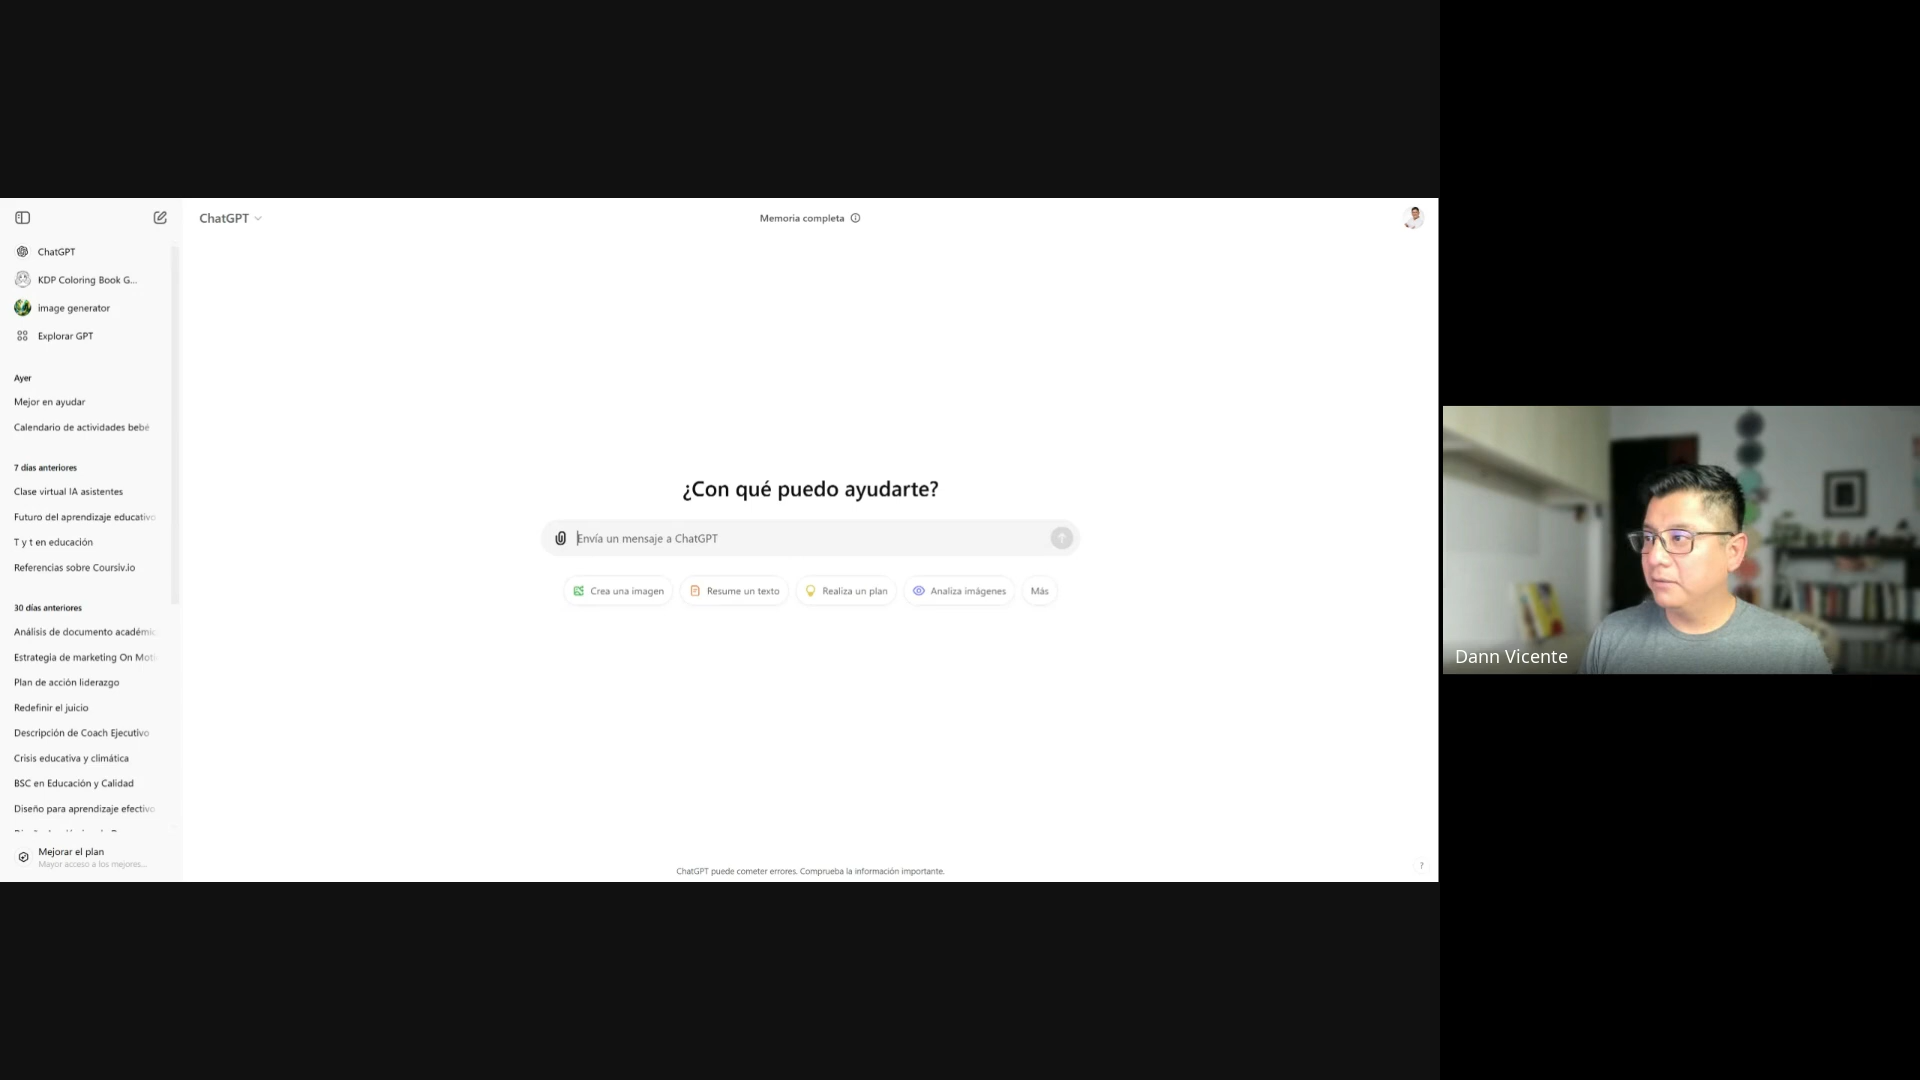 ChatGPT
Memoria completa
ChatGPT
KDP Coloring Book G...
image generator
Explorar GPT
Ayer
Mejor en ayudar
Calendario de actividades bebé
7 días anteriores
Clase virtual IA asistentes
Futuro del aprendizaje educativo
T y t en educación
Referencias sobre Coursiv.io
30 días anteriores
Análisis de documento académic
Estrategia de marketing On Moti
Plan de acción liderazgo
Redefinir el juicio
Descripción de Coach Ejecutivo
Crisis educativa y climática
BSC en Educación y Calidad
Diseño para aprendizaje efectivo
Mejorar el plan
Mayor acceso a los mejores...
¿Con qué puedo ayudarte?
Envía un mensaje a ChatGPT
Crea una imagen
Resume un texto
Realiza un plan
Analiza imágenes
Más
ChatGPT puede cometer errores. Comprueba la información importante.
?
Dann Vicente